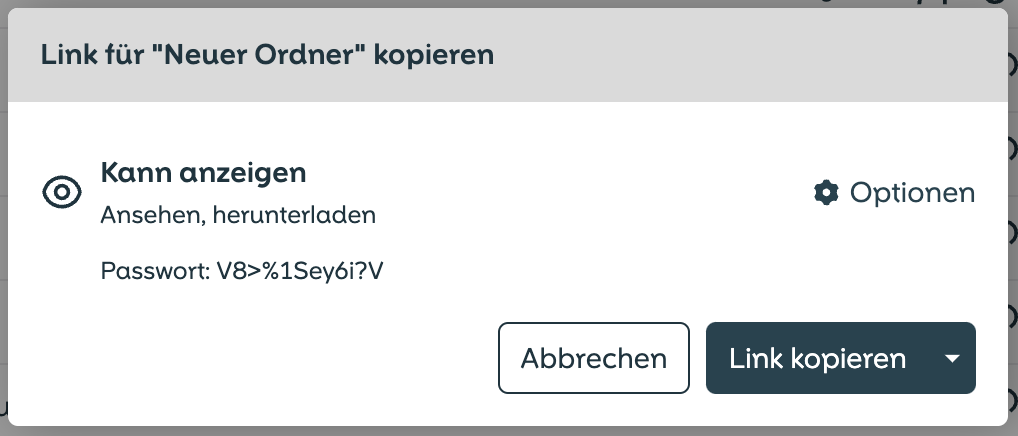 Link für "Neuer Ordner" kopieren
Kann anzeigen
Ansehen, herunterladen
Optionen
Passwort: V8>%1Sey6i?V
Abbrechen
Link kopieren